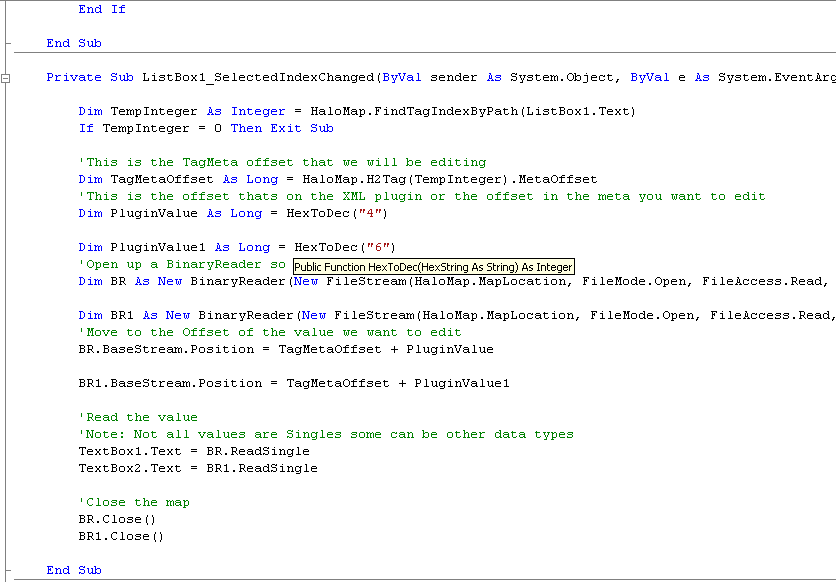 End If
End Sub
Private Sub ListBox1_SelectedIndexChanged(ByVal sender As System.Object, ByVal e As System.EventArg
Dim TempInteger As Integer = HaloMap.FindTagIndexByPath(ListBox1.Text)
If TempInteger = 0 Then Exit Sub
'This is the TagMeta offset that we will be editing
Dim TagMetaOffset As Long = HaloMap.H2Tag(TempInteger).MetaOffset
'This is the offset thats on the XML plugin or the offset in the meta you want to edit
Dim PluginValue As Long = HexToDec("4")
Dim PluginValue1 As Long = HexToDec("6")
'Open up a BinaryReader so
Public Function HexToDec(HexString As String) As Integer
Dim BR As New BinaryReader(New FileStream(HaloMap.MapLocation, FileMode.Open, FileAccess.Read,
Dim BR1 As New BinaryReader(New FileStream(HaloMap.MapLocation, FileMode.Open, FileAccess.Read,
'Move to the Offset of the value we want to edit
BR.BaseStream.Position = TagMetaOffset + PluginValue
BR1.BaseStream.Position = TagMetaOffset + PluginValue1
'Read the value
'Note: Not all values are Singles some can be other data types
TextBox1.Text = BR.ReadSingle
TextBox2.Text = BR1.ReadSingle
'Close the map
BR.Close()
BR1.Close()
End Sub